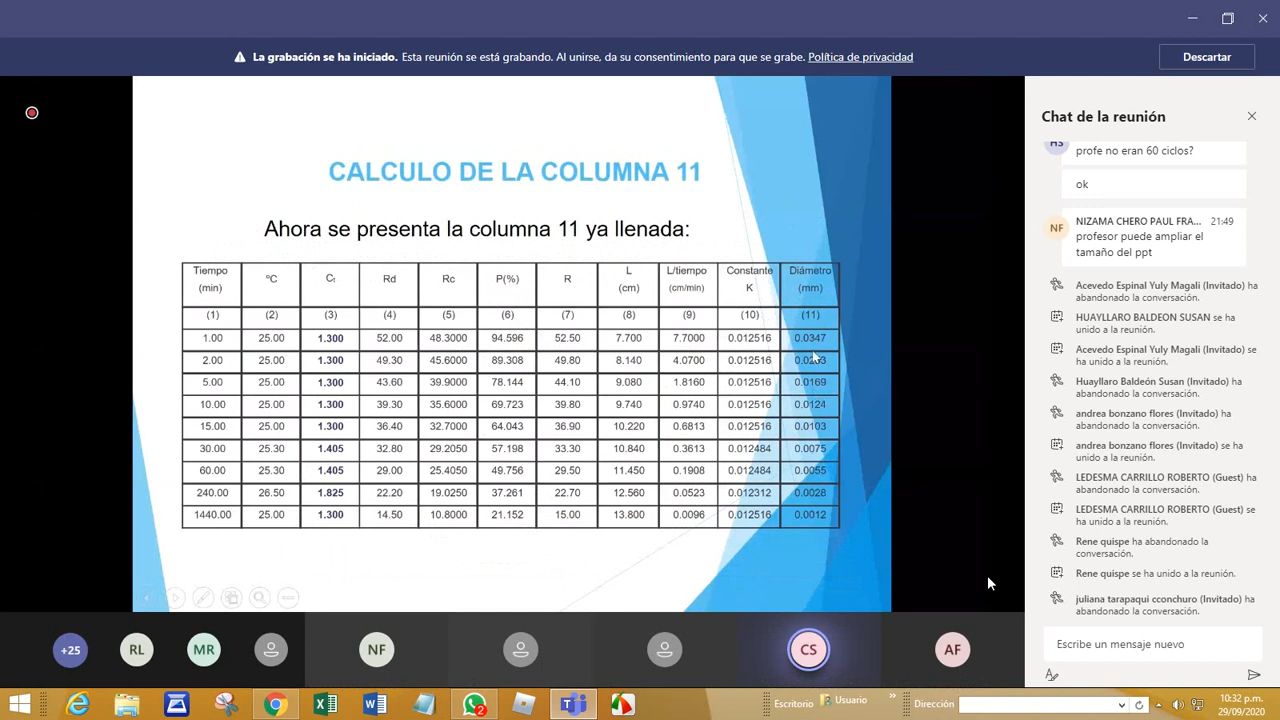 La grabación se ha iniciado. Esta reunión se está grabando. Al unirse, da su consentimiento para que se grabe. Política de privacidad
Descartar
CALCULO DE LA COLUMNA 11
Ahora se presenta la columna 11 ya llenada:
Tiempo (min) ºC Ct Rd Rc P(%) R L (cm) L/tiempo (cm/min) Constante K Diámetro (mm)
(1) (2) (3) (4) (5) (6) (7) (8) (9) (10) (11)
1.00 25.00 1.300 52.00 48.3000 94.596 52.50 7.700 7.7000 0.012516 0.0347
2.00 25.00 1.300 49.30 45.6000 89.308 49.80 8.140 4.0700 0.012516
5.00 25.00 1.300 43.60 39.9000 78.144 44.10 9.080 1.8160 0.012516 0.0169
10.00 25.00 1.300 39.30 35.6000 69.723 39.80 9.740 0.9740 0.012516 0.0124
15.00 25.00 1.300 36.40 32.7000 64.043 36.90 10.220 0.6813 0.012516 0.0103
30.00 25.30 1.405 32.80 29.2050 57.198 33.30 10.840 0.3613 0.012484 0.0075
60.00 25.30 1.405 29.00 25.4050 49.756 29.50 11.450 0.1908 0.012484 0.0055
240.00 26.50 1.825 22.20 19.0250 37.261 22.70 12.560 0.0523 0.012312 0.0028
1440.00 25.00 1.300 14.50 10.8000 21.152 15.00 13.800 0.0096 0.012516 0.0012
Chat de la reunión
HS
profe no eran 60 ciclos?
ok
NF
NIZAMA CHERO PAUL FRA... 21:49
profesor puede ampliar el
tamaño del ppt
Acevedo Espinal Yuly Magali (Invitado) ha
abandonado la conversación.
HUAYLLARO BALDEON SUSAN se ha
unido a la reunión.
Acevedo Espinal Yuly Magali (Invitado) se
ha unido a la reunión.
Huayllaro Baldeón Susan (Invitado) ha
abandonado la conversación.
andrea bonzano flores (Invitado) ha
abandonado la conversación.
andrea bonzano flores (Invitado) se ha
unido a la reunión.
LEDESMA CARRILLO ROBERTO (Guest) ha
abandonado la conversación.
LEDESMA CARRILLO ROBERTO (Guest) se
ha unido a la reunión.
Rene quispe ha abandonado la
conversación.
Rene quispe se ha unido a la reunión.
juliana tarapaqui cconchuro (Invitado) ha
abandonado la conversación.
Escribe un mensaje nuevo
+25 RL MR NF CS AF
Escritorio Usuario Dirección
10:32 p.m.
29/09/2020